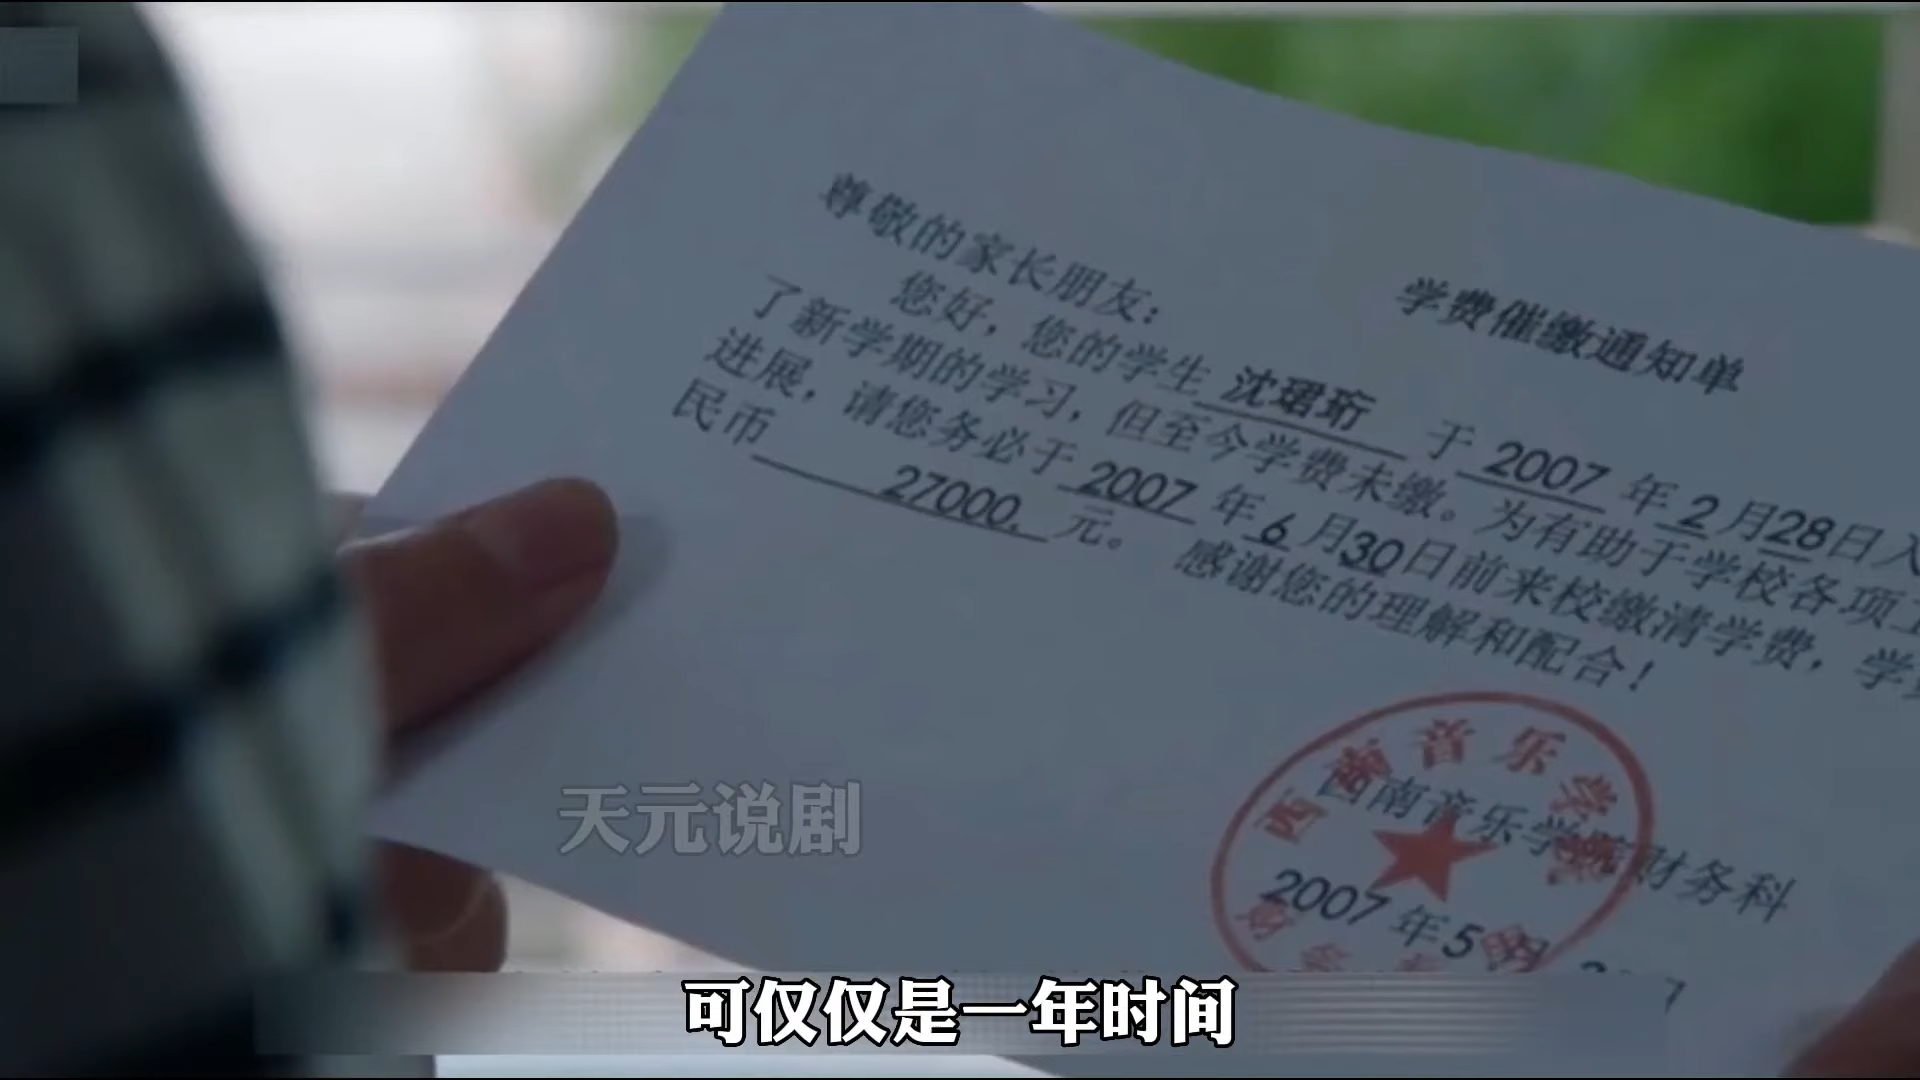 学费催缴通知单
尊敬的家长朋友：
您好，您的学生 沈珺珩 于 2007 年 2 月 28 日入
了新学期的学习，但至今学费未缴。为有助于学校各项工
进展，请您务必于 2007 年 6 月 30 日前来校缴清学费，学
民币 27000. 元。 感谢您的理解和配合！
西南音乐学院
西南音乐学院财务科
2007 年 5 月
天元说剧
可仅仅是一年时间